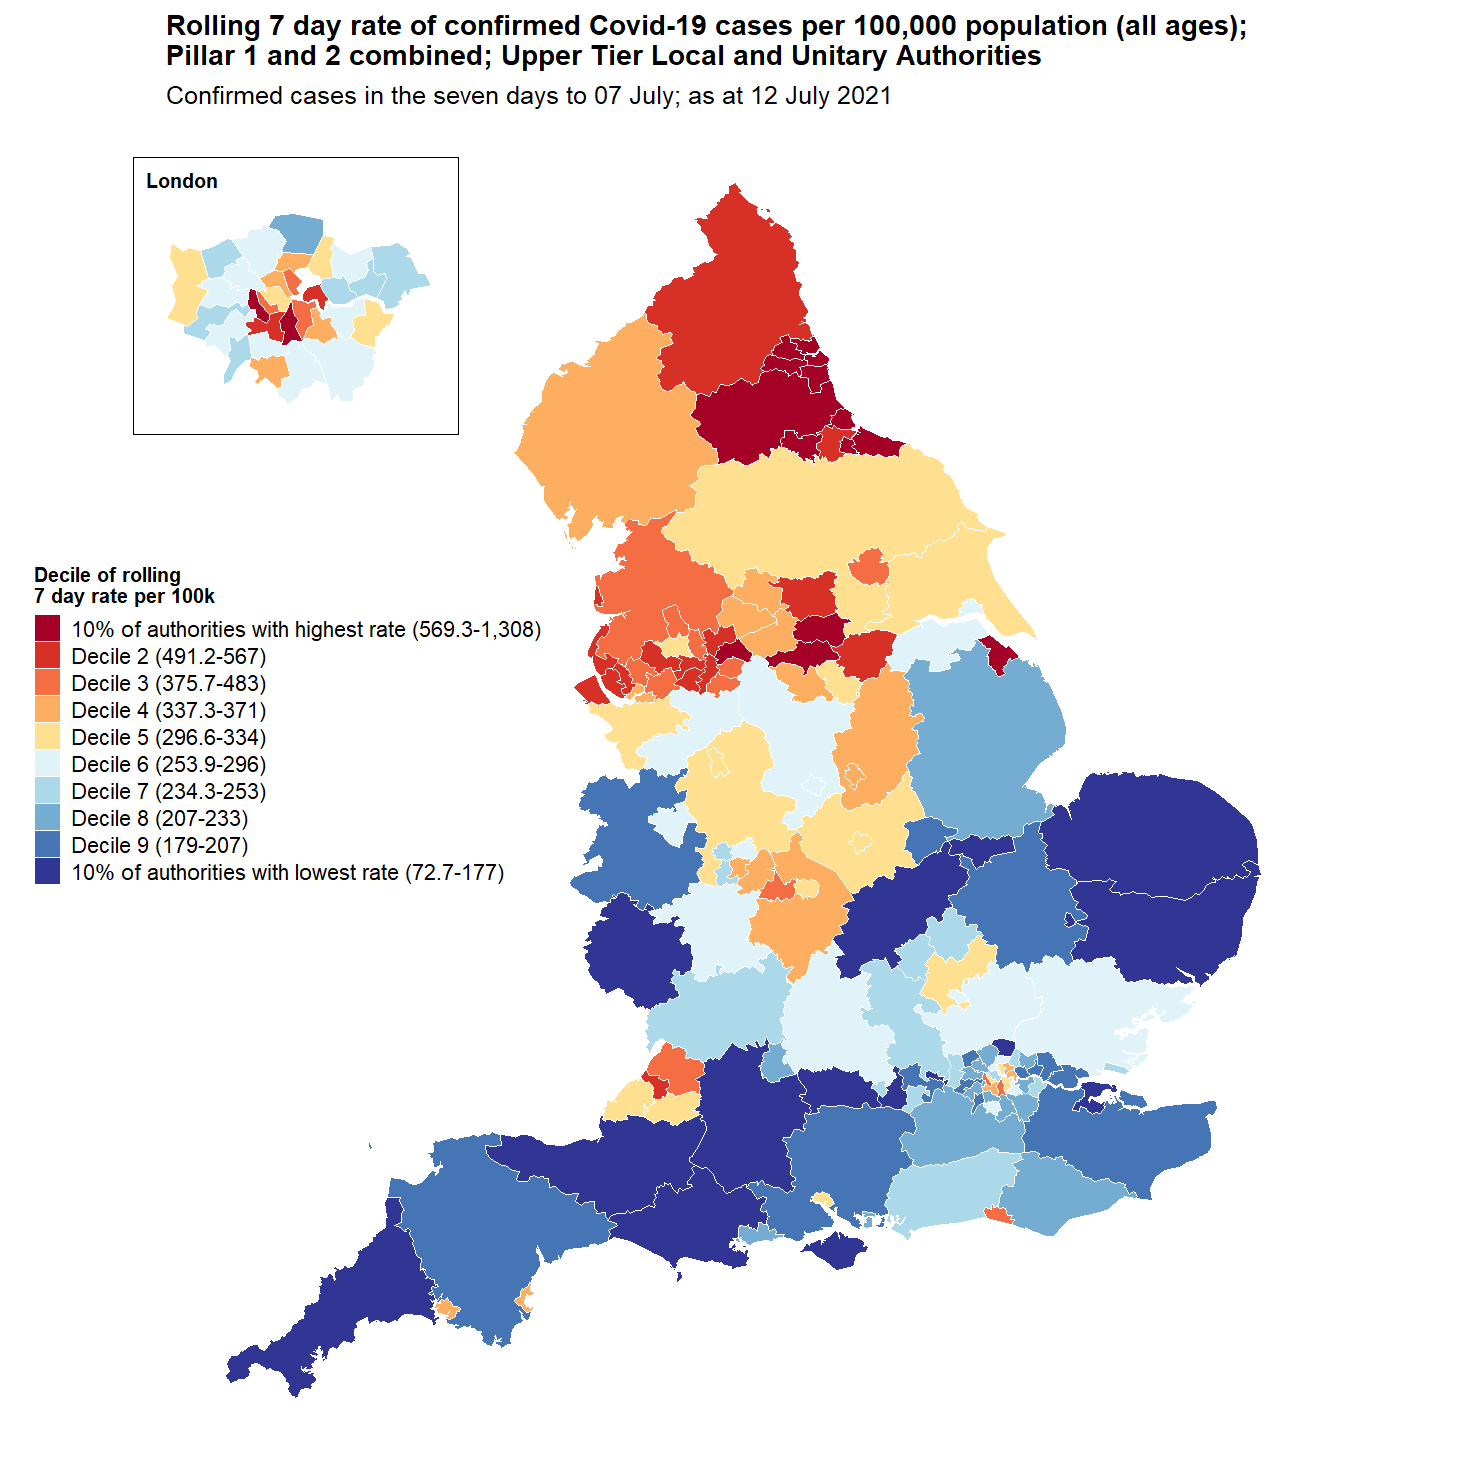 Rolling 7 day rate of confirmed Covid-19 cases per 100,000 population (all ages);
Pillar 1 and 2 combined; Upper Tier Local and Unitary Authorities
Confirmed cases in the seven days to 07 July; as at 12 July 2021
London
Decile of rolling
7 day rate per 100k
10% of authorities with highest rate (569.3-1,308)
Decile 2 (491.2-567)
Decile 3 (375.7-483)
Decile 4 (337.3-371)
Decile 5 (296.6-334)
Decile 6 (253.9-296)
Decile 7 (234.3-253)
Decile 8 (207-233)
Decile 9 (179-207)
10% of authorities with lowest rate (72.7-177)